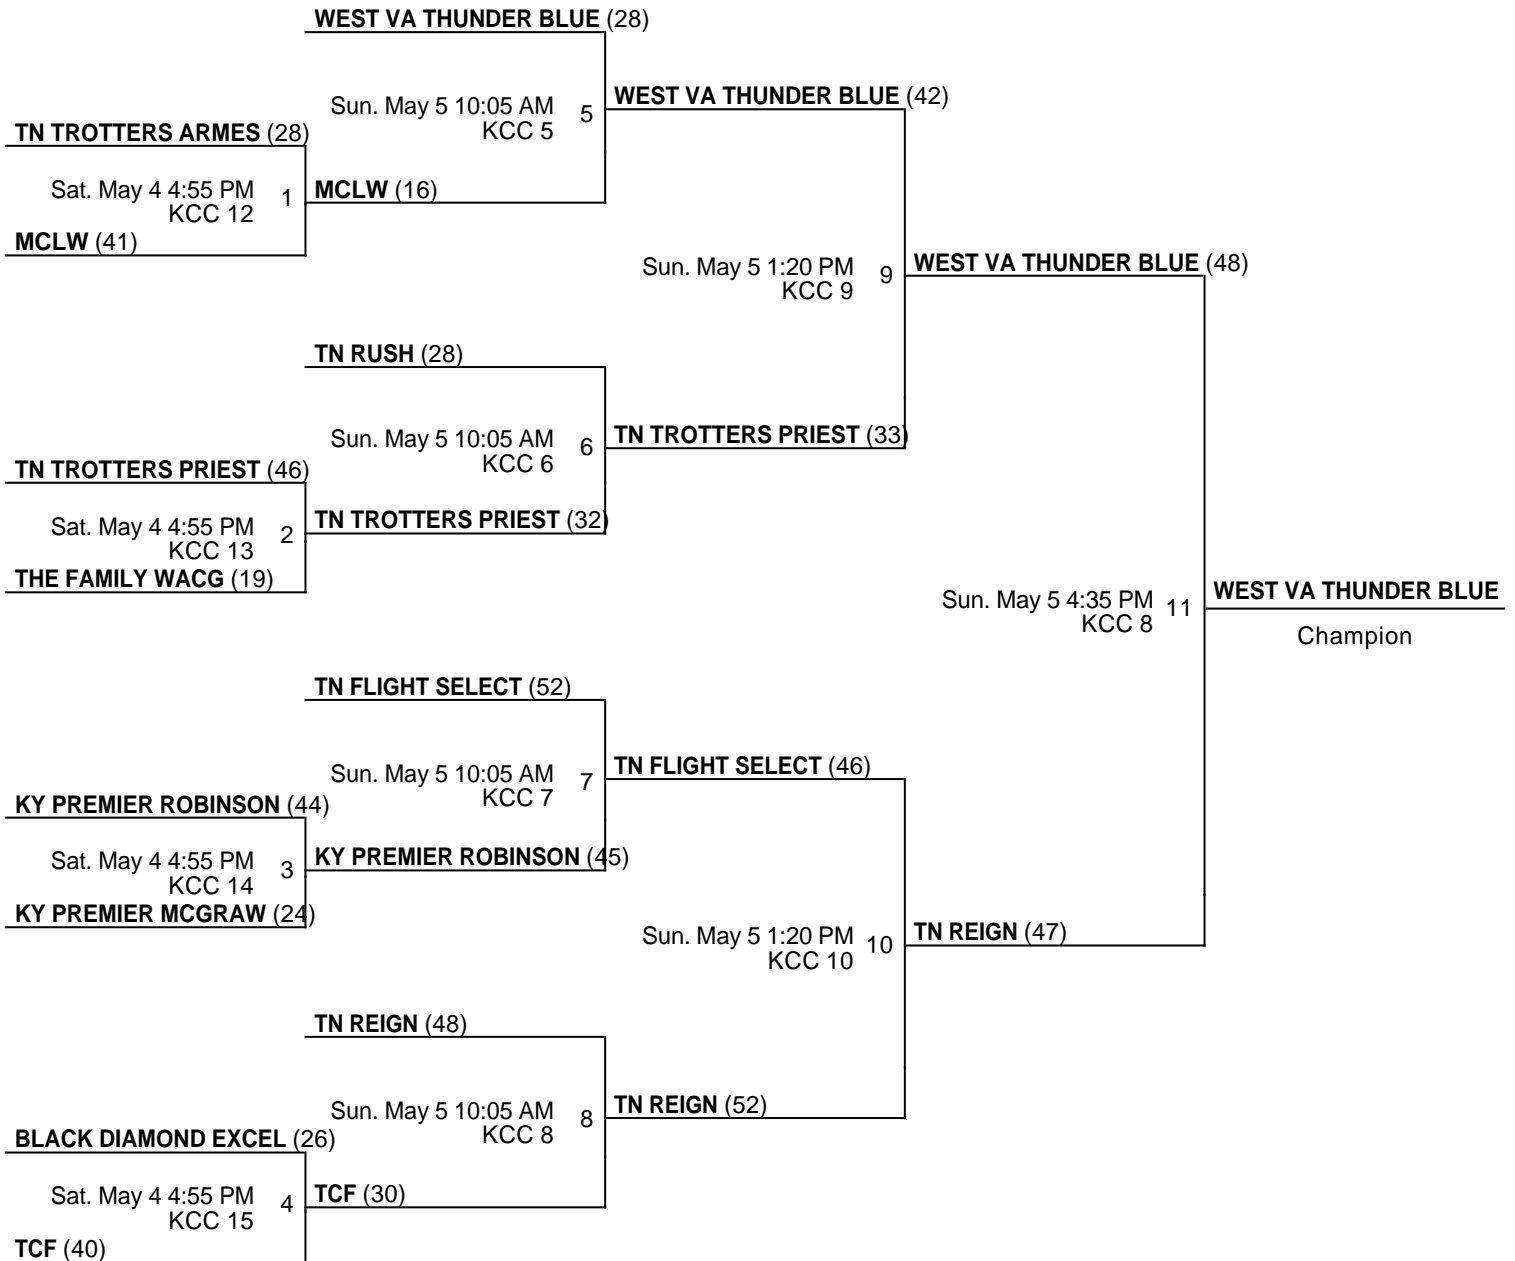 WEST VA THUNDER BLUE (28)
Sun. May 5 10:05 AM
KCC 5
5
WEST VA THUNDER BLUE (42)
TN TROTTERS ARMES (28)
Sat. May 4 4:55 PM
KCC 12
1
MCLW (16)
MCLW (41)
Sun. May 5 1:20 PM
KCC 9
9
WEST VA THUNDER BLUE (48)
TN RUSH (28)
Sun. May 5 10:05 AM
KCC 6
6
TN TROTTERS PRIEST (33)
TN TROTTERS PRIEST (46)
Sat. May 4 4:55 PM
KCC 13
2
TN TROTTERS PRIEST (32)
THE FAMILY WACG (19)
Sun. May 5 4:35 PM
KCC 8
11
WEST VA THUNDER BLUE
Champion
TN FLIGHT SELECT (52)
Sun. May 5 10:05 AM
KCC 7
7
TN FLIGHT SELECT (46)
KY PREMIER ROBINSON (44)
Sat. May 4 4:55 PM
KCC 14
3
KY PREMIER ROBINSON (45)
KY PREMIER MCGRAW (24)
Sun. May 5 1:20 PM
KCC 10
10
TN REIGN (47)
TN REIGN (48)
Sun. May 5 10:05 AM
KCC 8
8
TN REIGN (52)
BLACK DIAMOND EXCEL (26)
Sat. May 4 4:55 PM
KCC 15
4
TCF (30)
TCF (40)